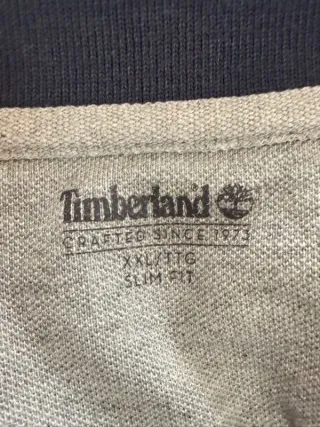 Timberland
CRAFTED SINCE 1973
XXL/TTG
SLIM FIT